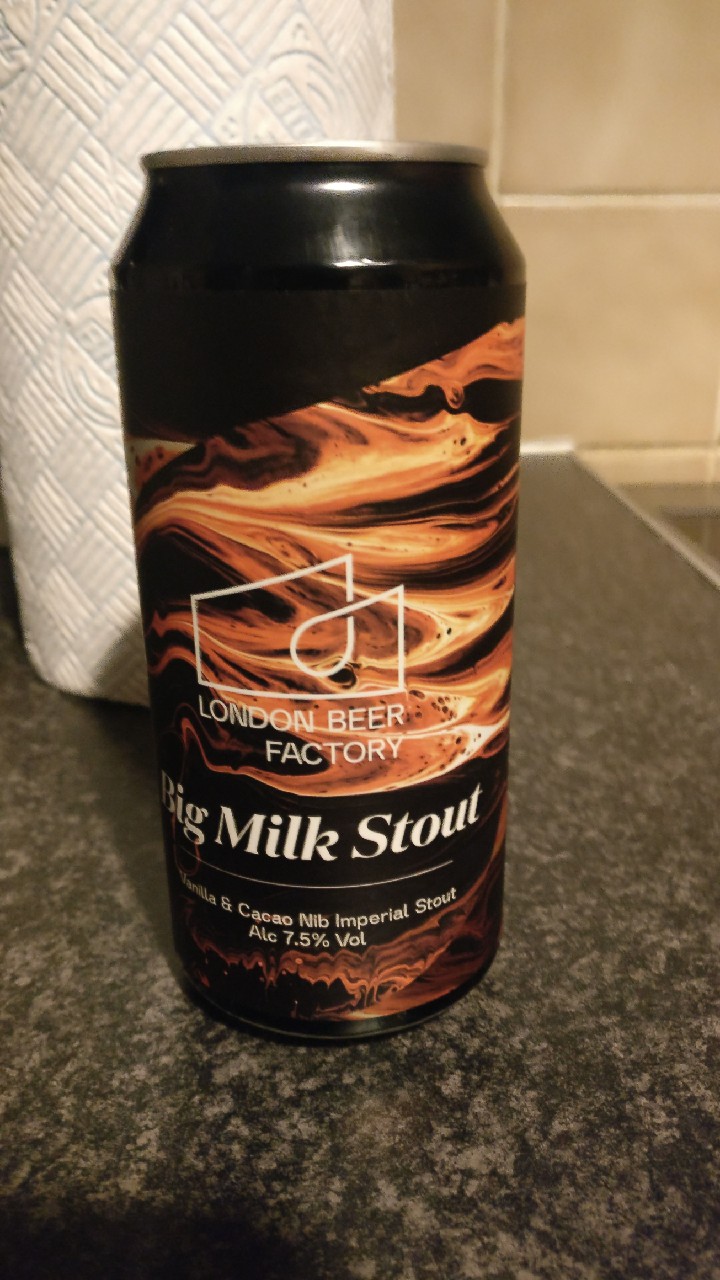 LONDON BEER
FACTORY
Big Milk Stout
Vanilla & Cacao Nib Imperial Stout
Alc 7.5% Vol